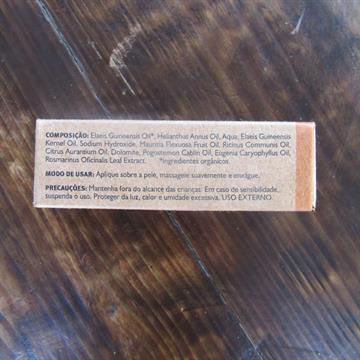 COMPOSIÇÃO: Elaeis Guineensis Oil*, Helianthus Annus Oil, Aqua, Elaeis Guineensis
Kernel Oil, Sodium Hydroxide, Mauritia Flexuosa Fruit Oil, Ricinus Communis Oil,
Citrus Aurantium Oil, Dolomite, Pogostemon Cablin Oil, Eugenia Caryophyllus Oil,
Rosmarinus Oficinalis Leaf Extract. *ingredientes orgânicos.
MODO DE USAR: Aplique sobre a pele, massageie suavemente e enxágue.
PRECAUÇÕES: Mantenha fora do alcance das crianças. Em caso de sensibilidade,
suspenda o uso. Proteger da luz, calor e umidade excessiva. USO EXTERNO.